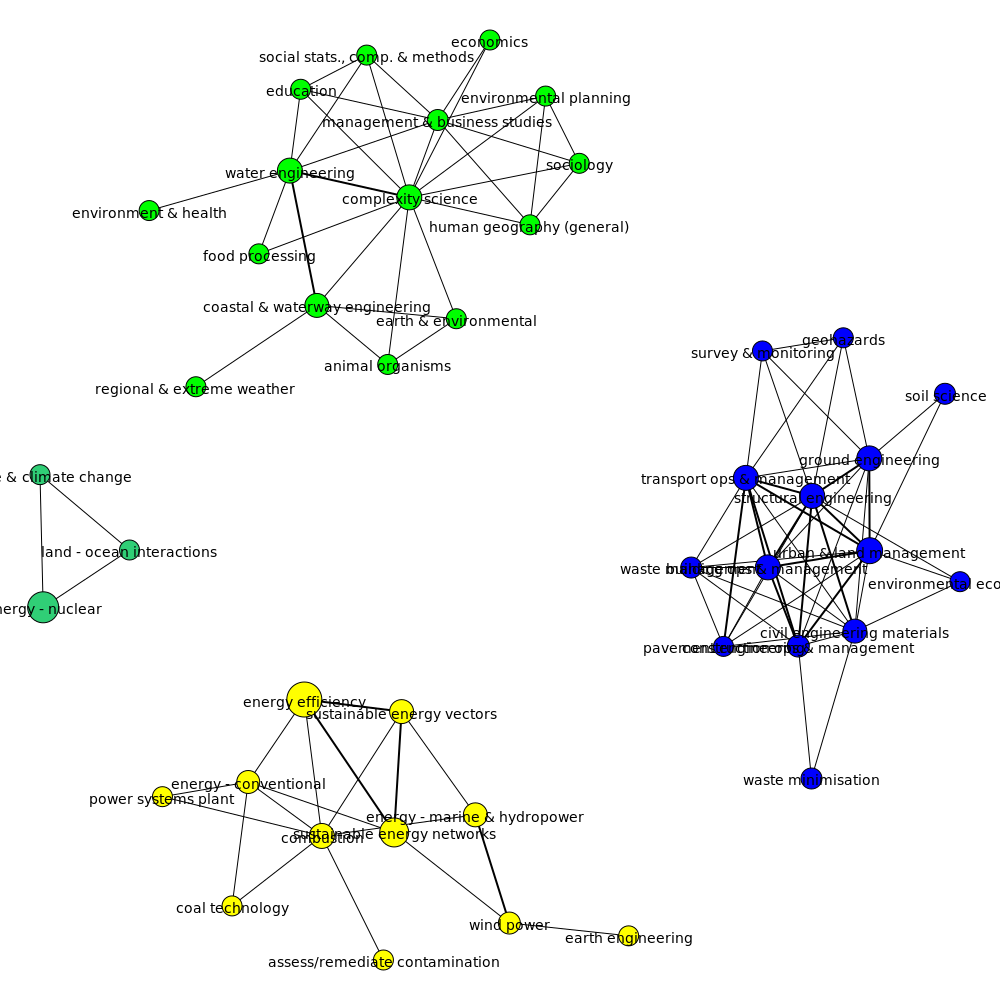 economics
social stats., comp. & methods
education
environmental planning
management & business studies
sociology
water engineering
complexity science
environment & health
human geography (general)
food processing
coastal & waterway engineering
earth & environmental
animal organisms
regional & extreme weather
geohazards
survey & monitoring
soil science
ground engineering
transport ops & management
structural engineering
urban & land management
waste management
management
environmental eco
civil engineering materials
pavement engineering
construction ops & management
waste minimisation
& climate change
land - ocean interactions
nergy - nuclear
energy efficiency
sustainable energy vectors
energy - conventional
power systems plant
energy - marine & hydropower
sustainable energy networks
combustion
coal technology
wind power
earth engineering
assess/remediate contamination